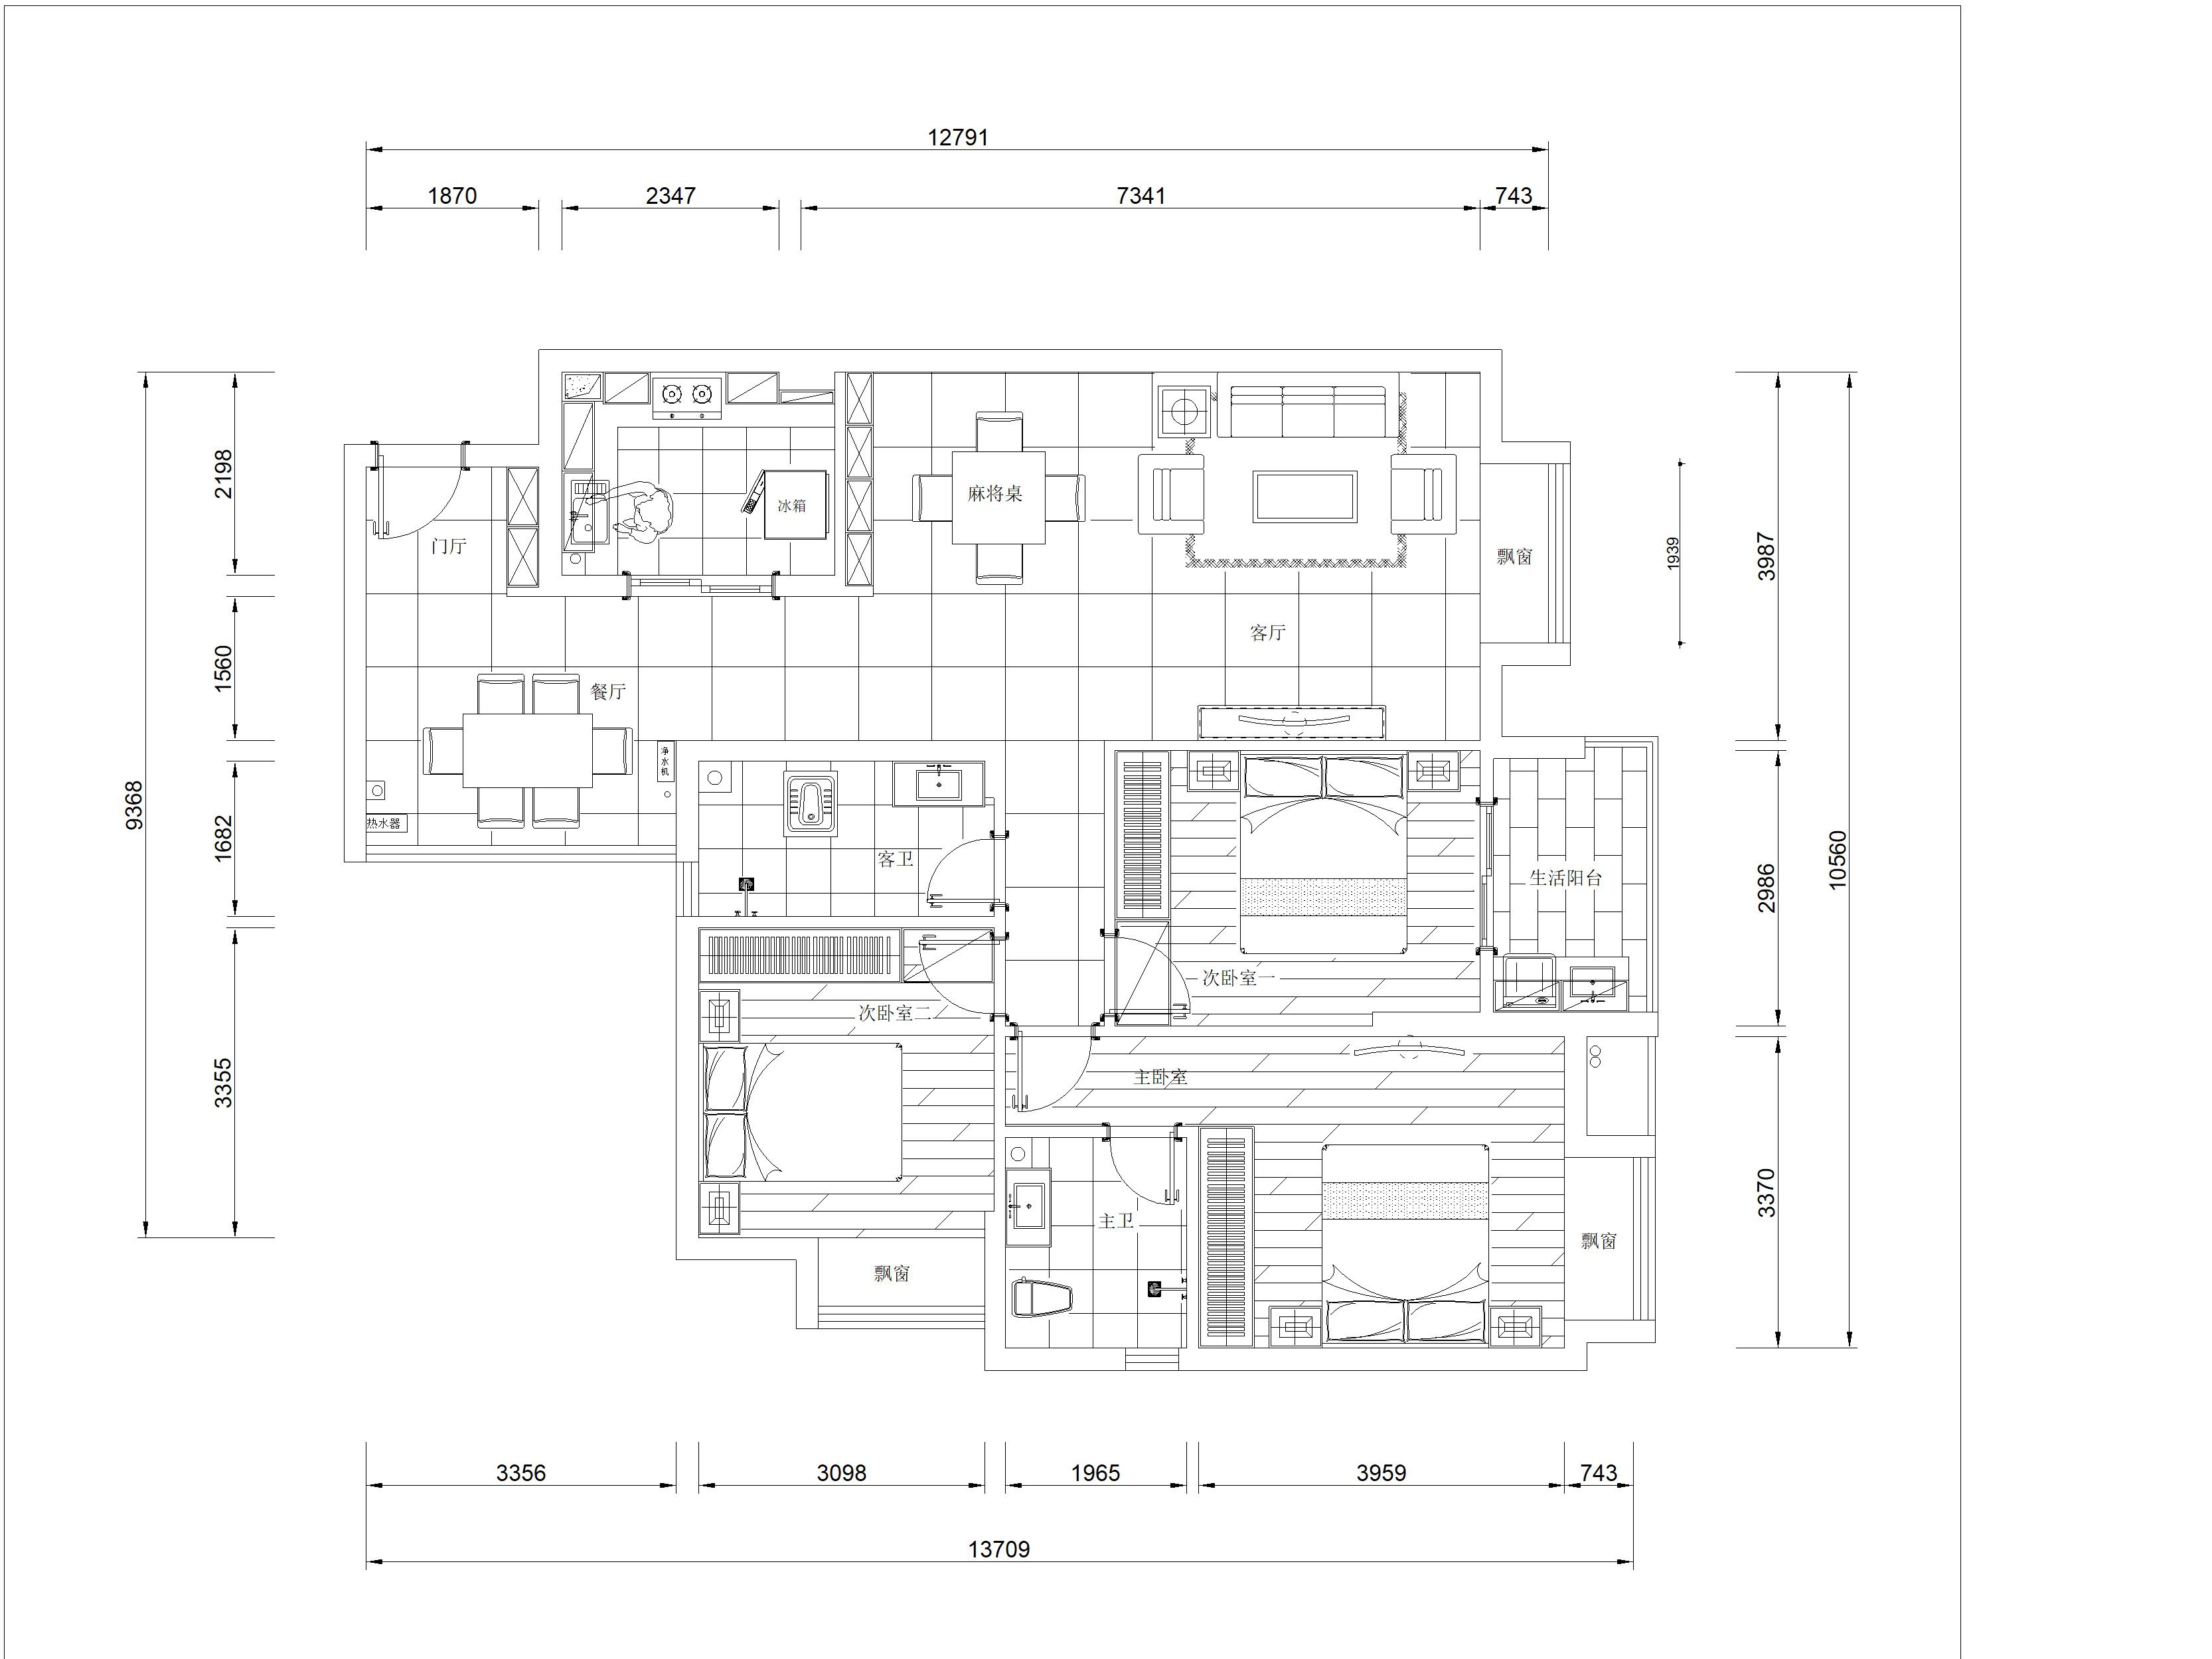 12791
1870
2347
7341
743
冰箱
麻将桌
门厅
飘窗
2198
1939
3987
客厅
1560
餐厅
净水机
9368
热水器
1682
客卫
生活阳台
2986
10560
次卧室一
次卧室二
主卧室
3355
3370
主卫
飘窗
飘窗
3356
3098
1965
3959
743
13709